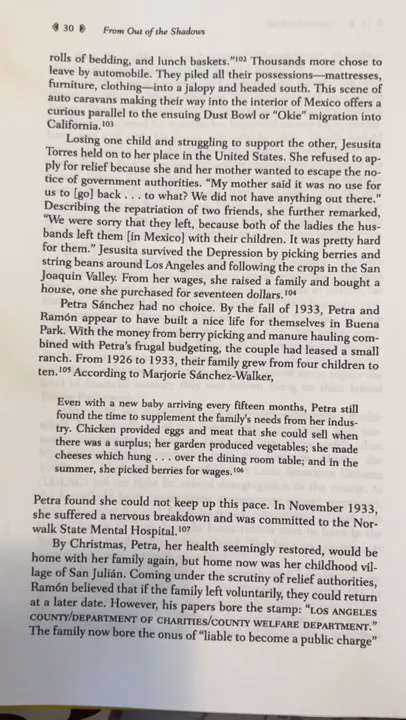 30 From Out of the Shadows
rolls of bedding, and lunch baskets."102 Thousands more chose to
leave by automobile. They piled all their possessions—mattresses,
furniture, clothing—into a jalopy and headed south. This scene of
auto caravans making their way into the interior of Mexico offers a
curious parallel to the ensuing Dust Bowl or "Okie" migration into
California.103
Losing one child and struggling to support the other, Jesusita
Torres held on to her place in the United States. She refused to ap-
ply for relief because she and her mother wanted to escape the no-
tice of government authorities. "My mother said it was no use for
us to [go] back . . . to what? We did not have anything out there."
Describing the repatriation of two friends, she further remarked,
"We were sorry that they left, because both of the ladies the hus-
bands left them [in Mexico] with their children. It was pretty hard
for them." Jesusita survived the Depression by picking berries and
string beans around Los Angeles and following the crops in the San
Joaquin Valley. From her wages, she raised a family and bought a
house, one she purchased for seventeen dollars.104
Petra Sánchez had no choice. By the fall of 1933, Petra and
Ramón appear to have built a nice life for themselves in Buena
Park. With the money from berry picking and manure hauling com-
bined with Petra's frugal budgeting, the couple had leased a small
ranch. From 1926 to 1933, their family grew from four children to
ten.105 According to Marjorie Sánchez-Walker,
Even with a new baby arriving every fifteen months, Petra still
found the time to supplement the family's needs from her indus-
try. Chicken provided eggs and meat that she could sell when
there was a surplus; her garden produced vegetables; she made
cheeses which hung . . . over the dining room table; and in the
summer, she picked berries for wages.106
Petra found she could not keep up this pace. In November 1933,
she suffered a nervous breakdown and was committed to the Nor-
walk State Mental Hospital.107
By Christmas, Petra, her health seemingly restored, would be
home with her family again, but home now was her childhood vil-
lage of San Julián. Coming under the scrutiny of relief authorities,
Ramón believed that if the family left voluntarily, they could return
at a later date. However, his papers bore the stamp: "LOS ANGELES
COUNTY/DEPARTMENT OF CHARITIES/COUNTY WELFARE DEPARTMENT."
The family now bore the onus of "liable to become a public charge"